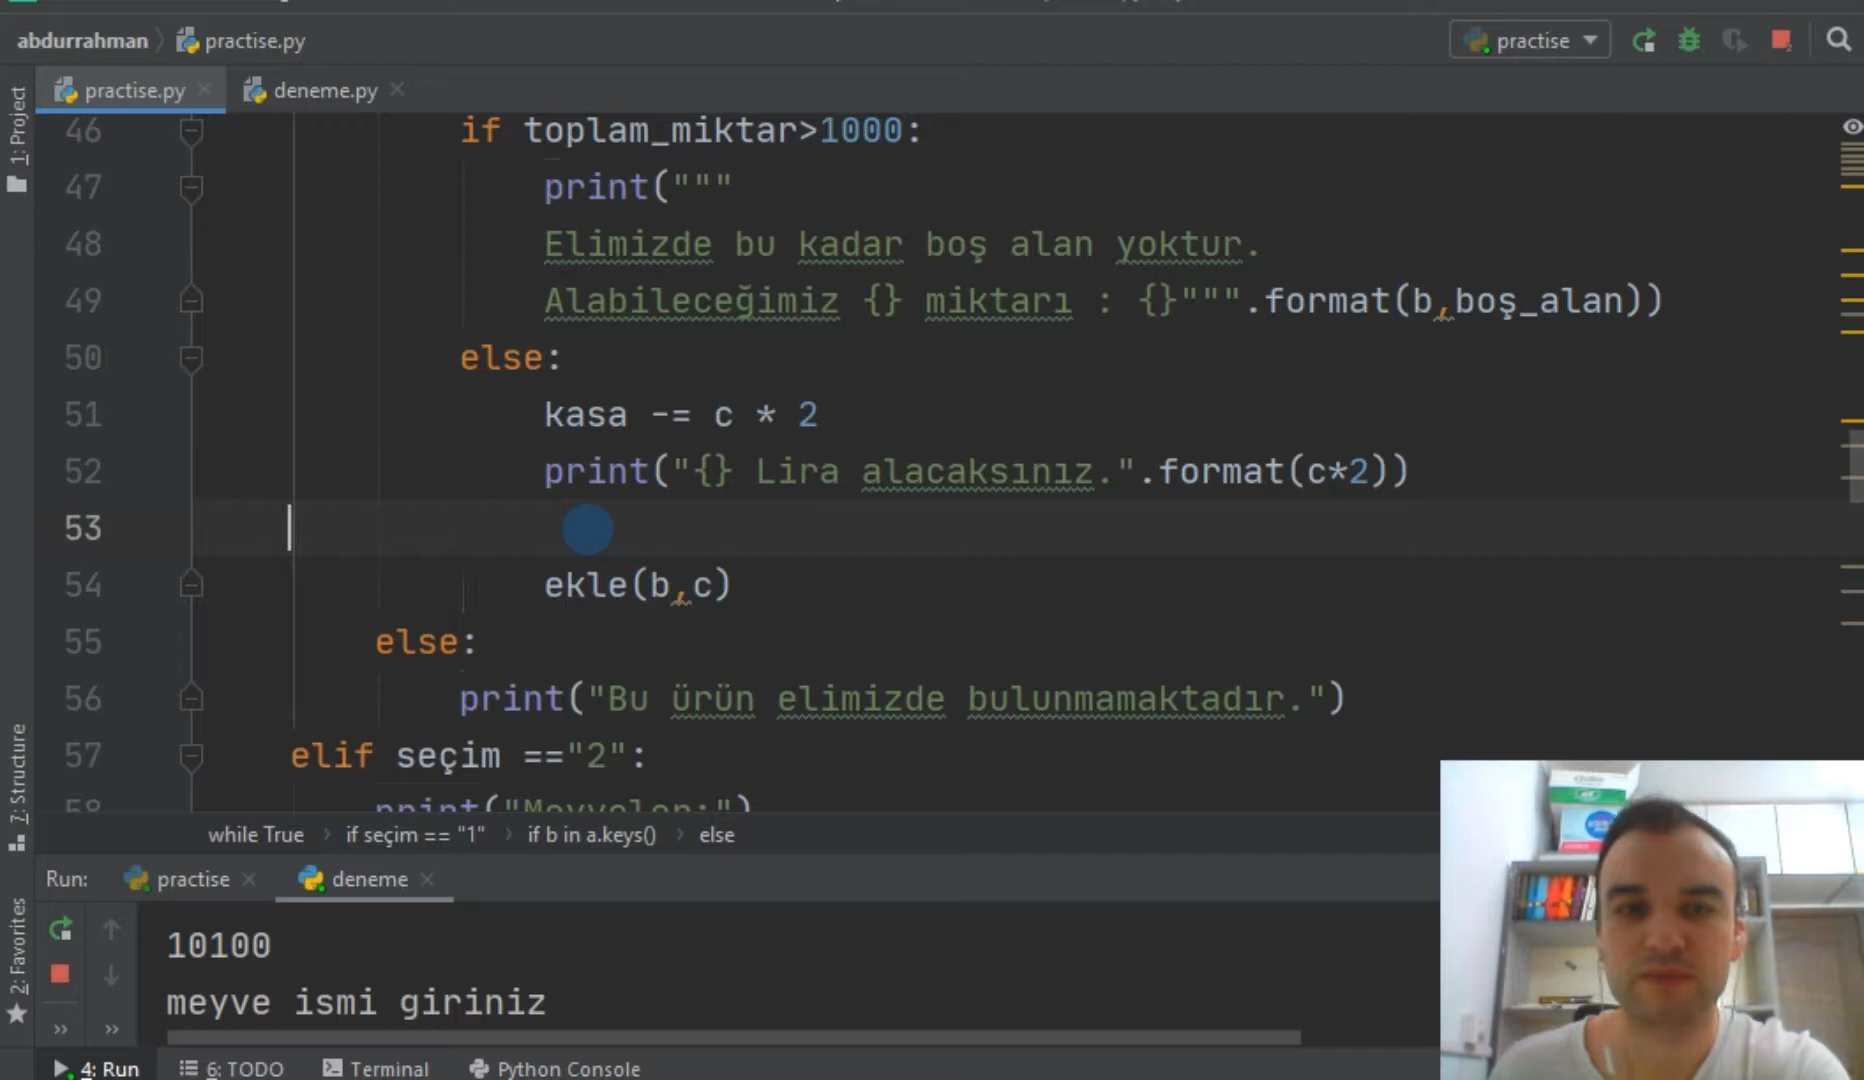 abdurrahman practise.py practise
1: Project
practise.py deneme.py
46 if toplam_miktar>1000:
47 print("""
48 Elimizde bu kadar boş alan yoktur.
49 Alabileceğimiz {} miktarı : {}""".format(b,boş_alan))
50 else:
51 kasa -= c * 2
52 print("{} Lira alacaksınız.".format(c*2))
53
54 ekle(b,c)
55 else:
56 print("Bu ürün elimizde bulunmamaktadır.")
57 elif seçim =="2":
58 print("Meyveler:")
while True if seçim == "1" if b in a.keys() else
7: Structure
2: Favorites
Run: practise deneme
10100
meyve ismi giriniz
4: Run 6: TODO Terminal Python Console